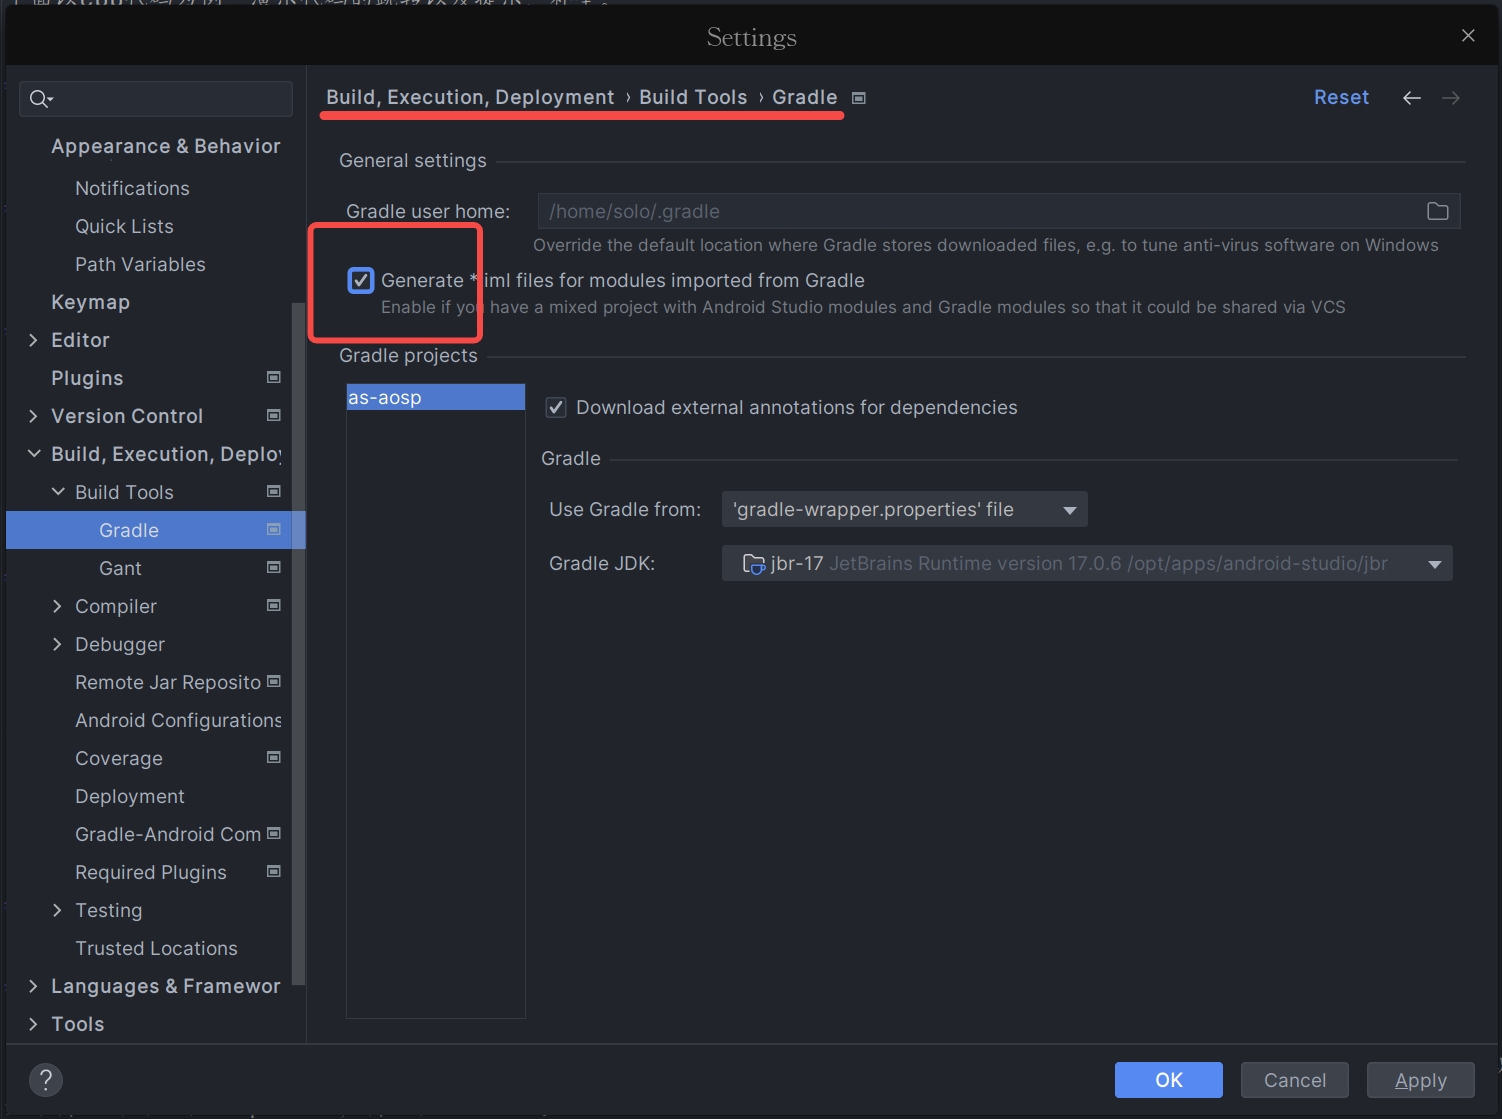 Settings
Build, Execution, Deployment › Build Tools › Gradle
Reset
Appearance & Behavior
Notifications
Quick Lists
Path Variables
Keymap
Editor
Plugins
Version Control
Build, Execution, Deploy
Build Tools
Gradle
Gant
Compiler
Debugger
Remote Jar Reposito
Android Configurations
Coverage
Deployment
Gradle-Android Com
Required Plugins
Testing
Trusted Locations
Languages & Framewor
Tools
General settings
Gradle user home: /home/solo/.gradle
Override the default location where Gradle stores downloaded files, e.g. to tune anti-virus software on Windows
Generate *.iml files for modules imported from Gradle
Enable if you have a mixed project with Android Studio modules and Gradle modules so that it could be shared via VCS
Gradle projects
as-aosp
Download external annotations for dependencies
Gradle
Use Gradle from: 'gradle-wrapper.properties' file
Gradle JDK: jbr-17 JetBrains Runtime version 17.0.6 /opt/apps/android-studio/jbr
?
OK
Cancel
Apply